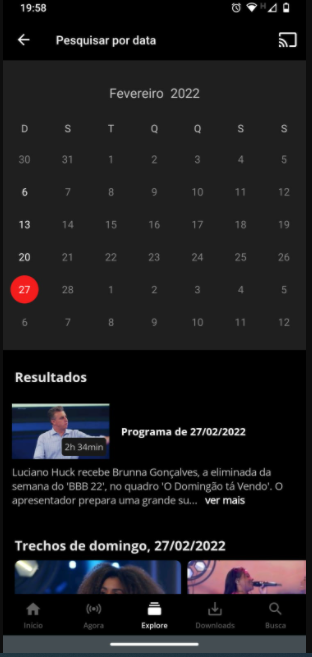 19:58
H
Pesquisar por data
Fevereiro 2022
D S T Q Q S S
30 31 1 2 3 4 5
6 7 8 9 10 11 12
13 14 15 16 17 18 19
20 21 22 23 24 25 26
27 28 1 2 3 4 5
6 7 8 9 10 11 12
Resultados
2h 34min
Programa de 27/02/2022
Luciano Huck recebe Brunna Gonçalves, a eliminada da
semana do 'BBB 22', no quadro 'O Domingão tá Vendo'. O
apresentador prepara uma grande su... ver mais
Trechos de domingo, 27/02/2022
Início Agora Explore Downloads Busca